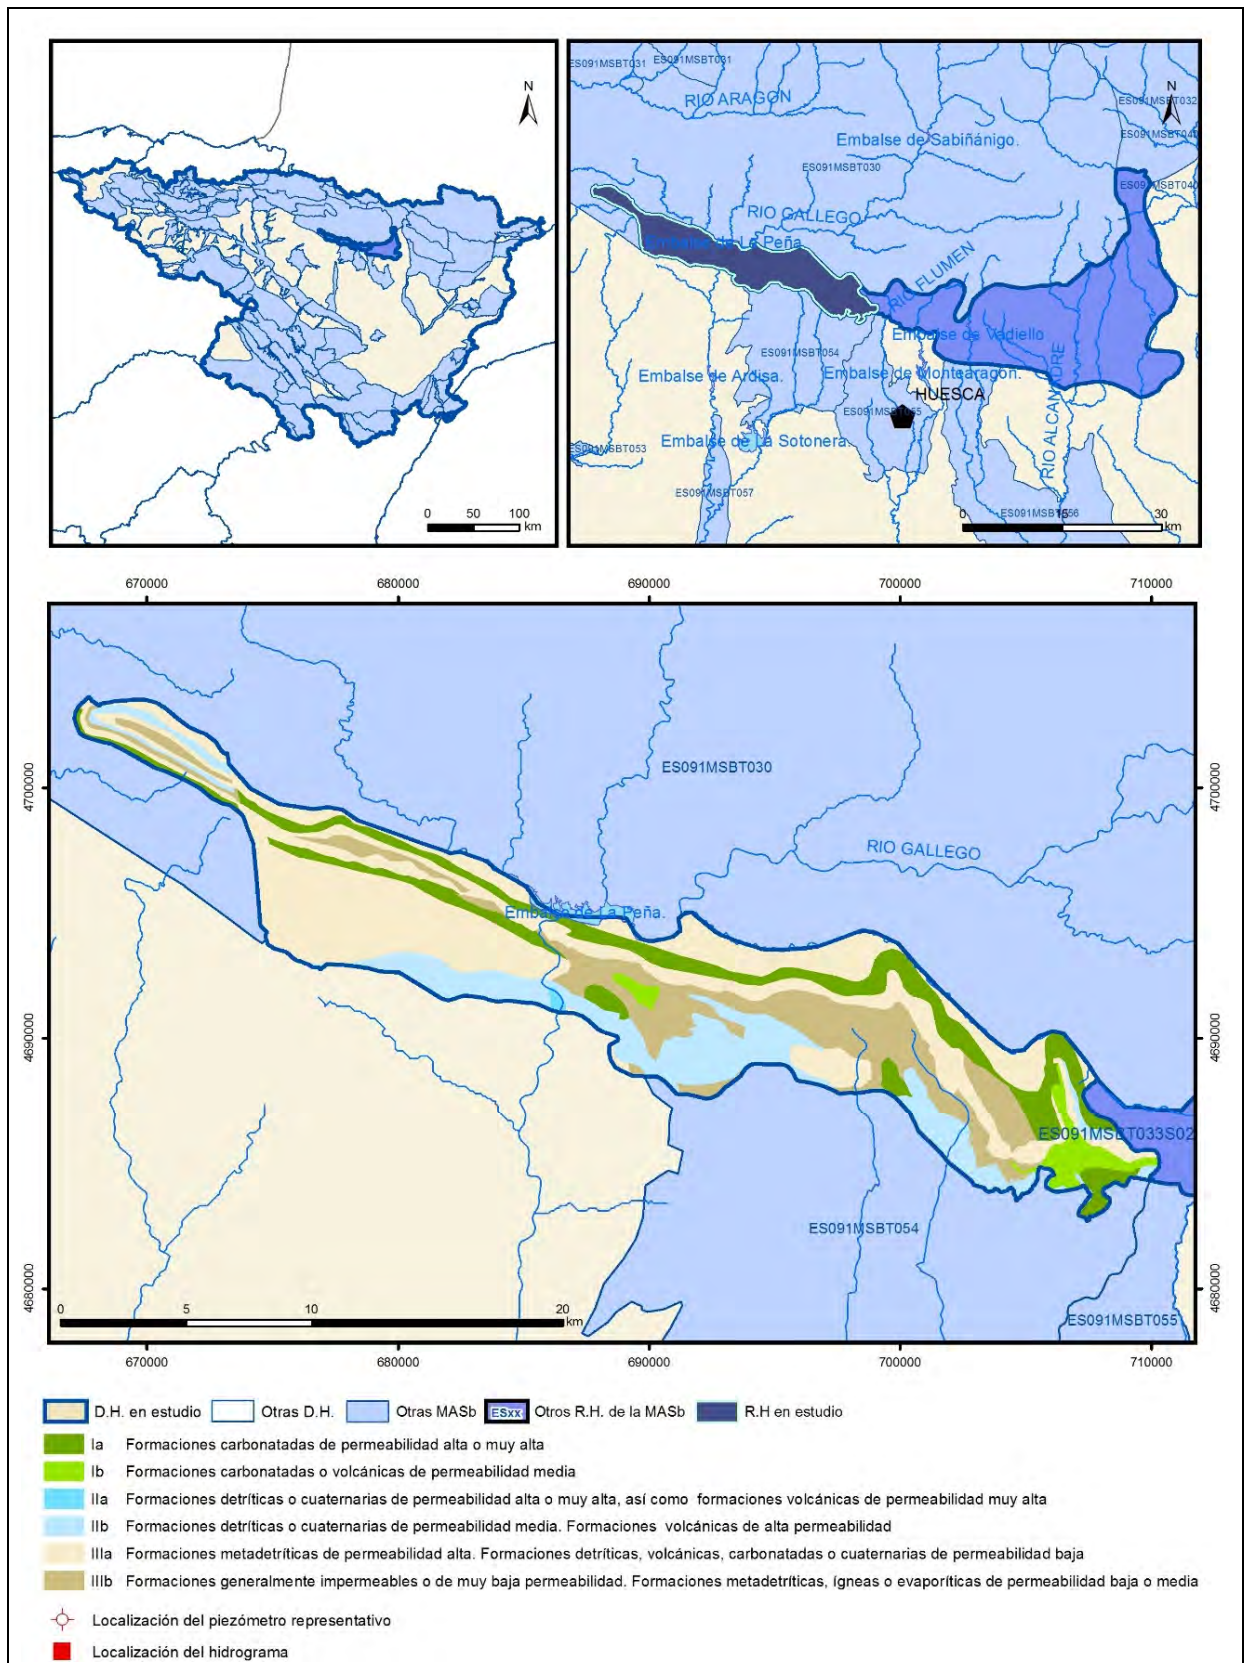 N
0 50 100
km
ES091MSBT031
ES091MSBT031
RIO ARAGON
N
ES091MSBT032
Embalse de Sabiñánigo.
ES091MSBT030
RIO GALLEGO
Embalse de La Peña.
RIO FLUMEN
Embalse de Vadiello
ES091MSBT054
Embalse de Ardisa.
Embalse de Montearagón.
HUESCA
ES091MSBT055
RIO ALCANADRE
Embalse de La Sotonera.
ES091MSBT053
ES091MSBT057
ES091MSBT056
0 15 30
km
670000 680000 690000 700000 710000
4700000
4690000
4680000
ES091MSBT030
RIO GALLEGO
Embalse de La Peña.
ES091MSBT033S02
ES091MSBT054
ES091MSBT055
0 5 10 20
km
4700000
4690000
4680000
670000 680000 690000 700000 710000
D.H. en estudio Otras D.H. Otras MASb ESxx Otros R.H. de la MASb R.H en estudio
Ia Formaciones carbonatadas de permeabilidad alta o muy alta
Ib Formaciones carbonatadas o volcánicas de permeabilidad media
IIa Formaciones detríticas o cuaternarias de permeabilidad alta o muy alta, así como formaciones volcánicas de permeabilidad muy alta
IIb Formaciones detríticas o cuaternarias de permeabilidad media. Formaciones volcánicas de alta permeabilidad
IIIa Formaciones metadetríticas de permeabilidad alta. Formaciones detríticas, volcánicas, carbonatadas o cuaternarias de permeabilidad baja
IIIb Formaciones generalmente impermeables o de muy baja permeabilidad. Formaciones metadetríticas, ígneas o evaporíticas de permeabilidad baja o media
Localización del piezómetro representativo
Localización del hidrograma